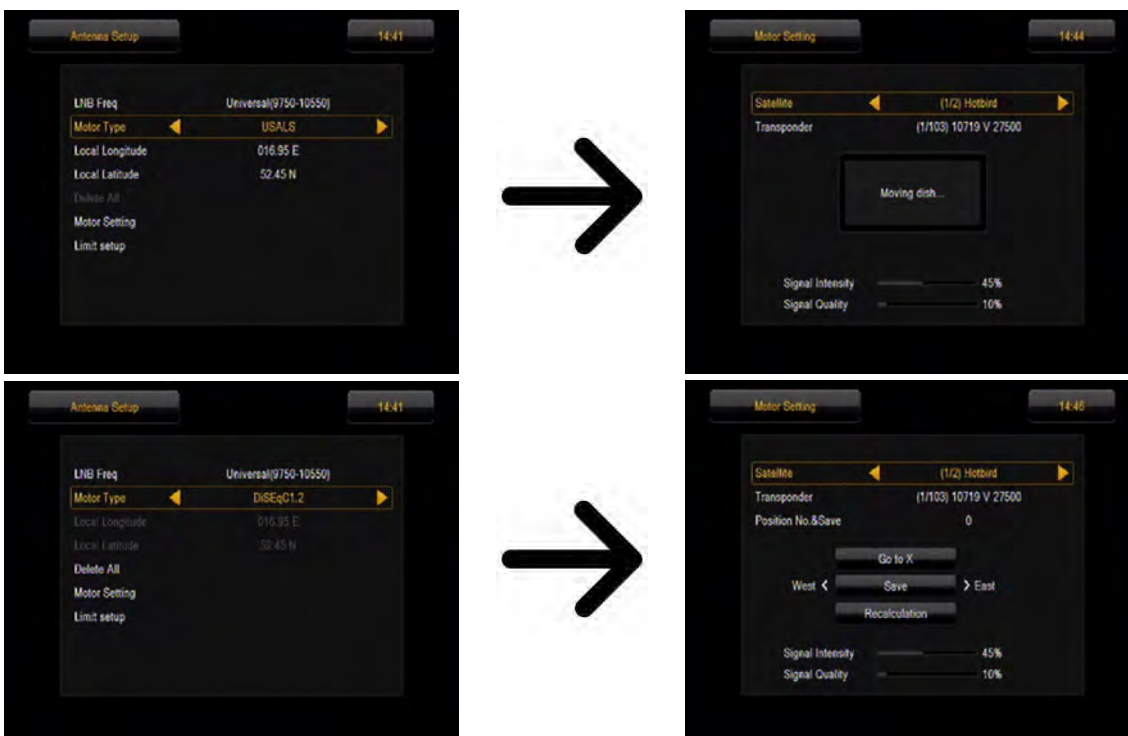 Antenna Setup 14:41
LNB Freq Universal(9750-10550)
Motor Type USALS
Local Longitude 016.95 E
Local Latitude 52.45 N
Delete All
Motor Setting
Limit setup
Motor Setting 14:44
Satellite (1/2) Hotbird
Transponder (1/103) 10719 V 27500
Moving dish...
Signal Intensity 45%
Signal Quality 10%
Antenna Setup 14:41
LNB Freq Universal(9750-10550)
Motor Type DiSEqC1.2
Local Longitude 016.95 E
Local Latitude 52.45 N
Delete All
Motor Setting
Limit setup
Motor Setting 14:46
Satellite (1/2) Hotbird
Transponder (1/103) 10719 V 27500
Position No.&Save 0
Go to X
West < Save > East
Recalculation
Signal Intensity 45%
Signal Quality 10%